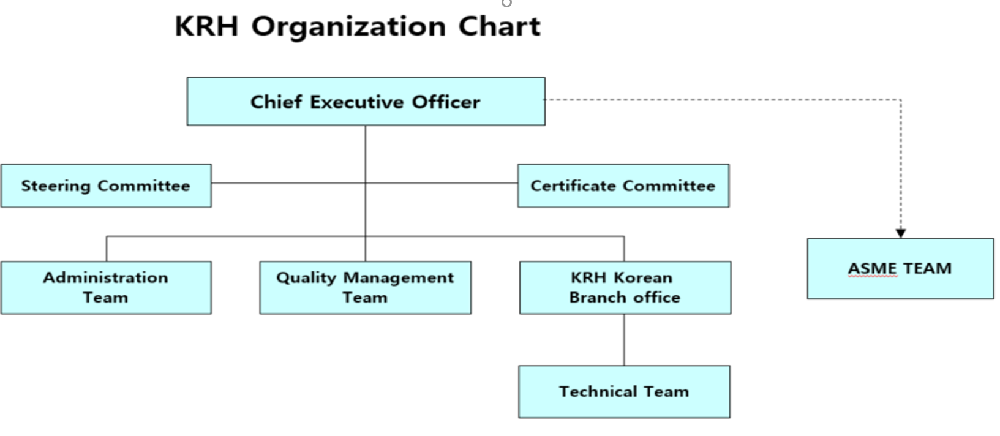 KRH Organization Chart
Chief Executive Officer
Steering Committee
Certificate Committee
Administration
Team
Quality Management
Team
KRH Korean
Branch office
ASME TEAM
Technical Team